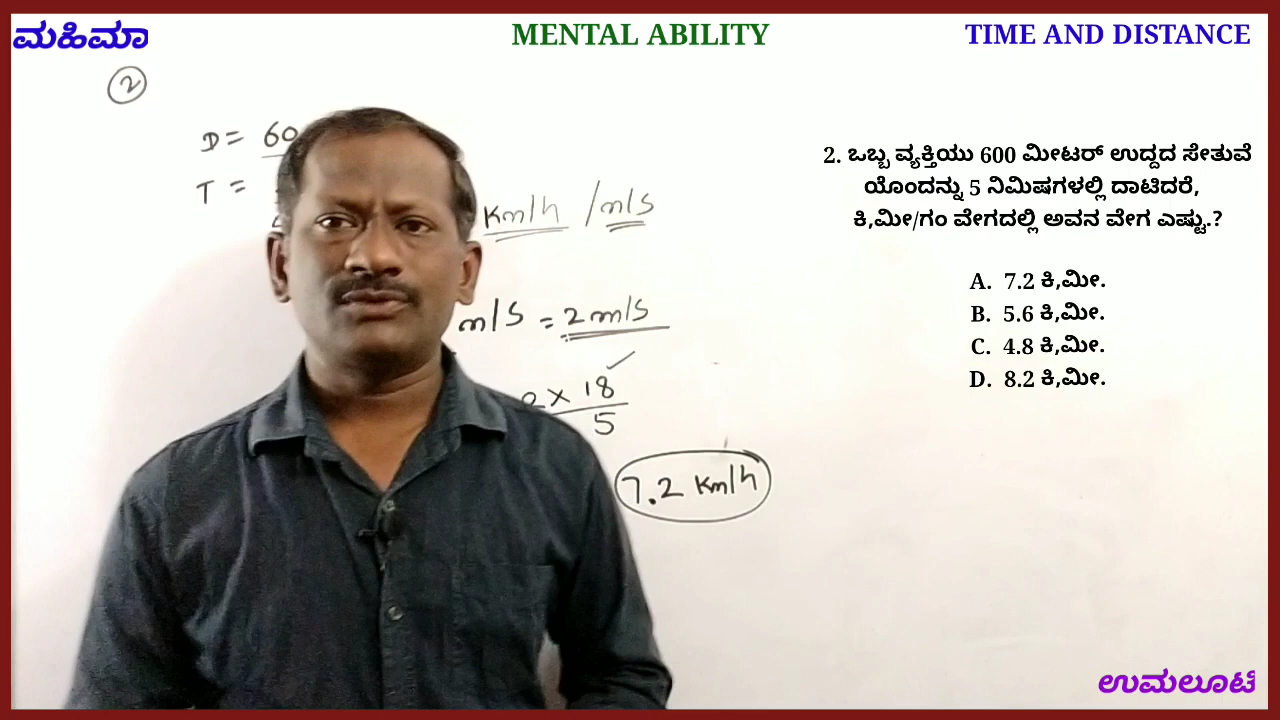 ಮಹಿಮಾ
MENTAL ABILITY
TIME AND DISTANCE
2
D = 60
T =
Km/h / m/s
m/s = 2 m/s
2 × 18
5
7.2 Km/h
2. ಒಬ್ಬ ವ್ಯಕ್ತಿಯು 600 ಮೀಟರ್ ಉದ್ದದ ಸೇತುವೆ
ಯೊಂದನ್ನು 5 ನಿಮಿಷಗಳಲ್ಲಿ ದಾಟಿದರೆ,
ಕಿ,ಮೀ/ಗಂ ವೇಗದಲ್ಲಿ ಅವನ ವೇಗ ಎಷ್ಟು.?
A. 7.2 ಕಿ,ಮೀ.
B. 5.6 ಕಿ,ಮೀ.
C. 4.8 ಕಿ,ಮೀ.
D. 8.2 ಕಿ,ಮೀ.
ಉಮಲೂಟಿ